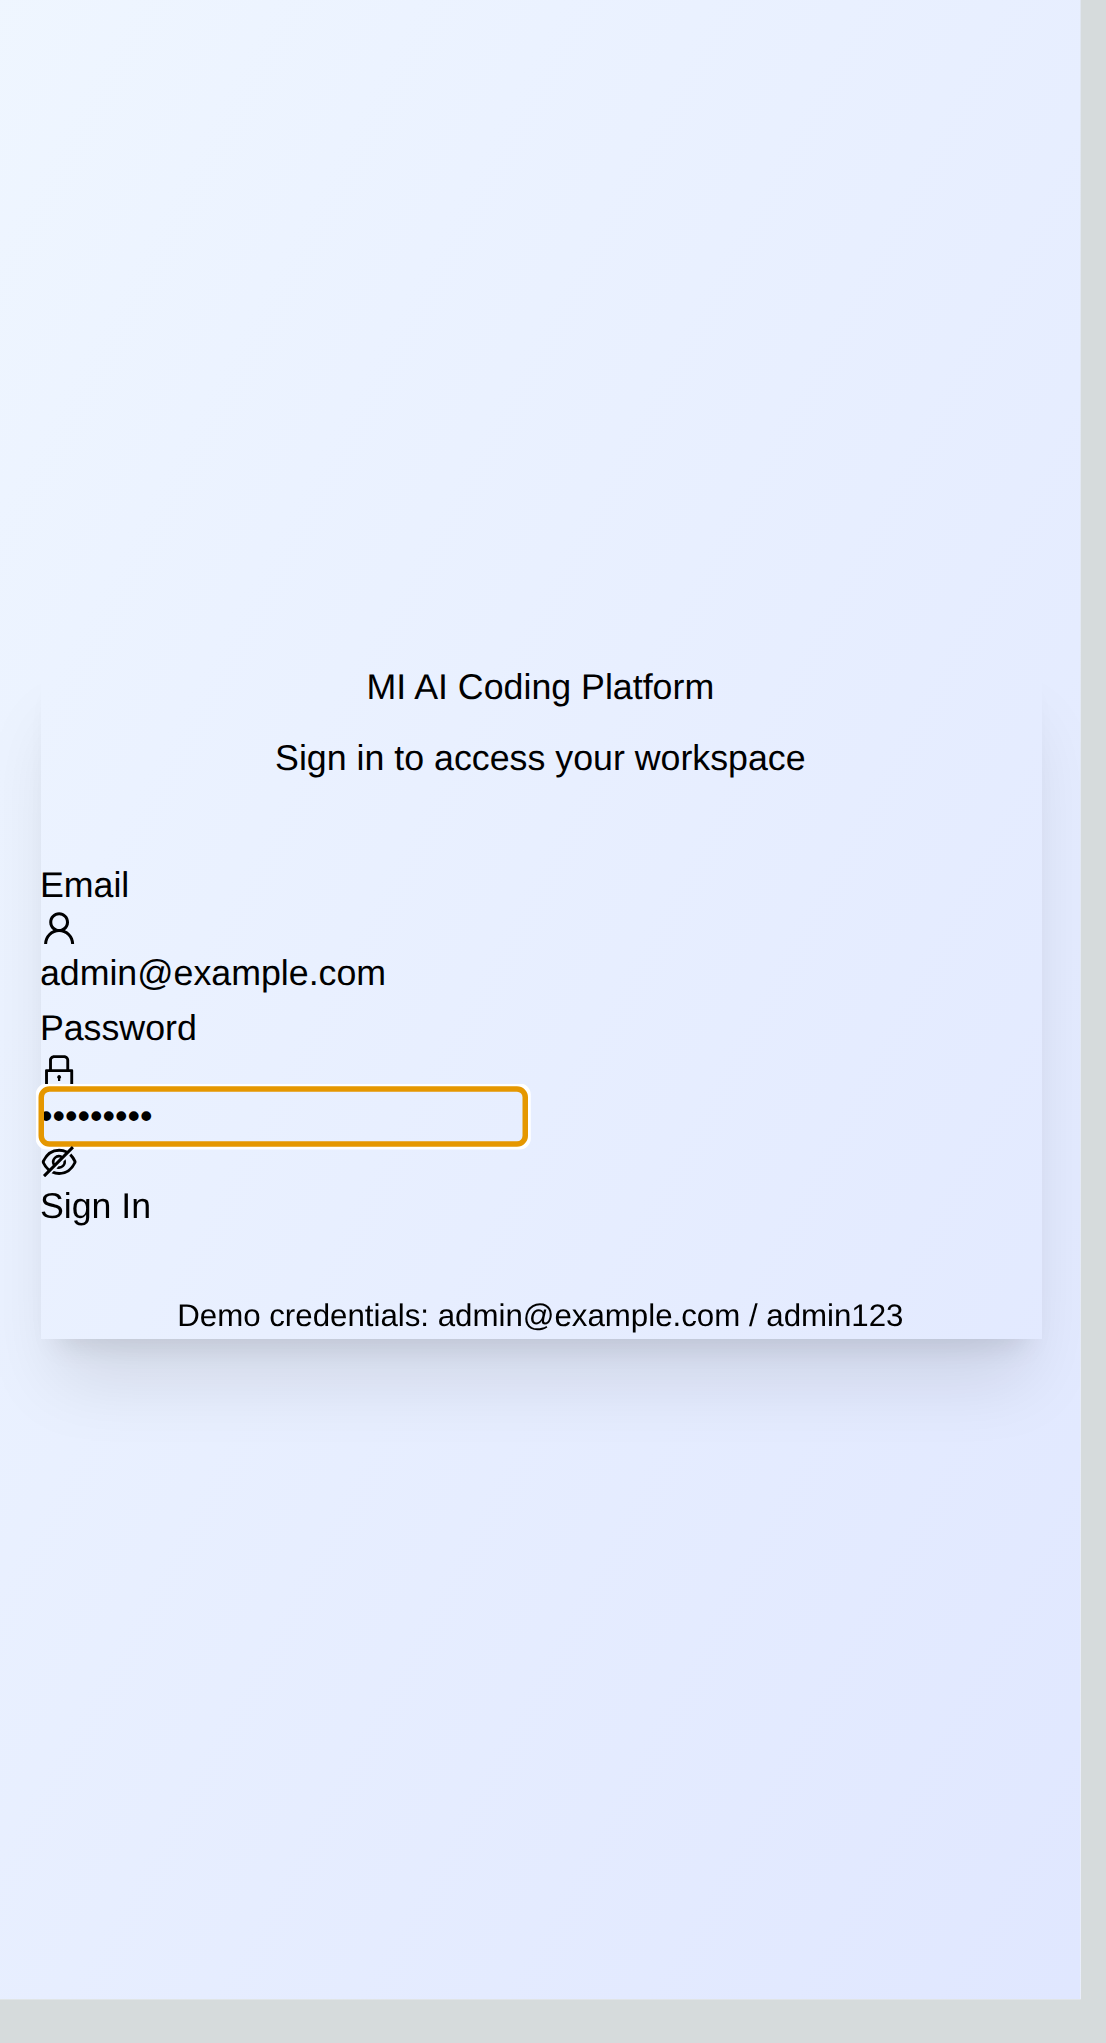 MI AI Coding Platform
Sign in to access your workspace
Email
admin@example.com
Password
•••••••••
Sign In
Demo credentials: admin@example.com / admin123